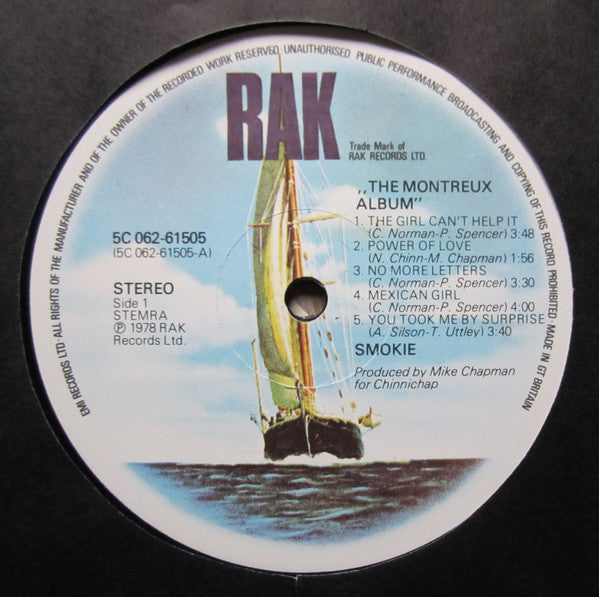 EMI RECORDS LTD· ALL RIGHTS OF THE MANUFACTURER AND OF THE OWNER OF THE RECORDED WORK RESERVED UNAUTHORISED PUBLIC PERFORMANCE BROADCASTING AND COPYING OF THIS RECORD PROHIBITED MADE IN GT BRITAIN
RAK
Trade Mark of
RAK RECORDS LTD.
,,THE MONTREUX
ALBUM"
1. THE GIRL CAN'T HELP IT
(C. Norman-P. Spencer) 3:48
2. POWER OF LOVE
(N. Chinn-M. Chapman) 1:56
3. NO MORE LETTERS
(C. Norman-P. Spencer) 3:30
4. MEXICAN GIRL
(C. Norman-P. Spencer) 4:00
5. YOU TOOK ME BY SURPRISE
(A. Silson-T. Uttley) 3:40
SMOKIE
Produced by Mike Chapman
for Chinnichap
5C 062-61505
(5C 062-61505-A)
STEREO
Side 1
STEMRA
℗ 1978 RAK
Records Ltd.